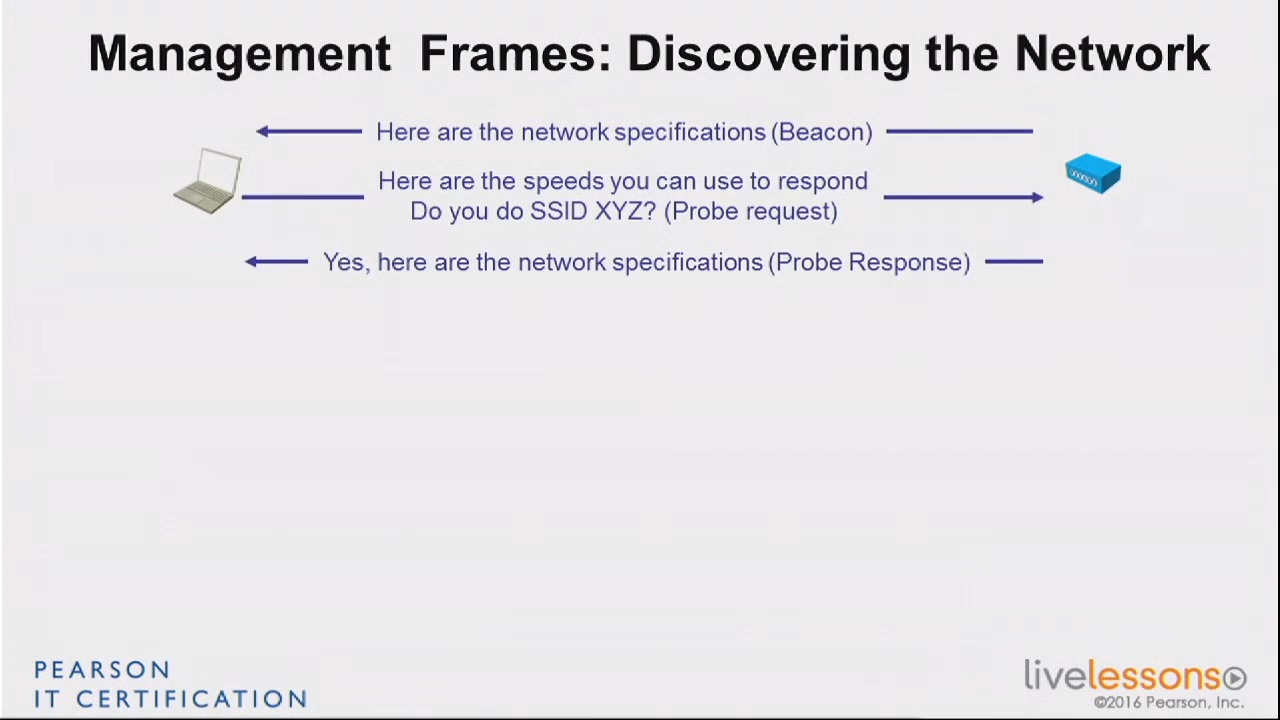 Management Frames: Discovering the Network
Here are the network specifications (Beacon)
Here are the speeds you can use to respond
Do you do SSID XYZ? (Probe request)
Yes, here are the network specifications (Probe Response)
PEARSON
IT CERTIFICATION
livelessons
©2016 Pearson, Inc.